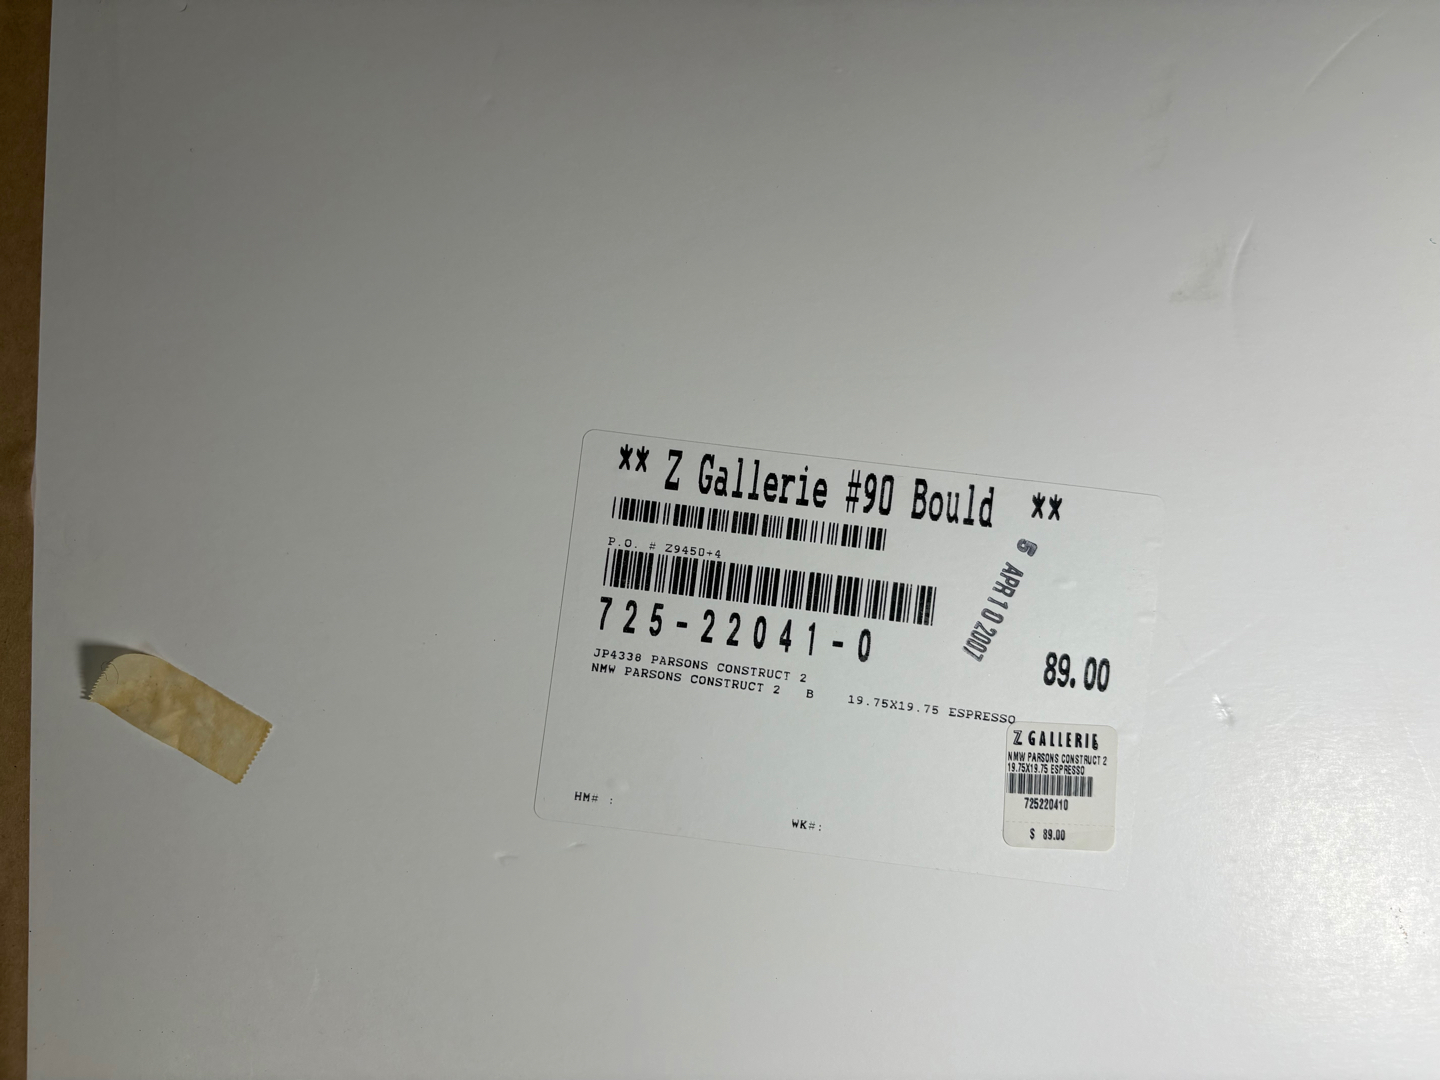 ** Z Gallerie #90 Bould **
P.O. # Z9450+4
5 APR 10 2007
725-22041-0
89.00
JP4338 PARSONS CONSTRUCT 2
NMW PARSONS CONSTRUCT 2 B 19.75X19.75 ESPRESSO
Z GALLERIE
NMW PARSONS CONSTRUCT 2
19.75X19.75 ESPRESSO
725220410
$ 89.00
HM# :
WK#: